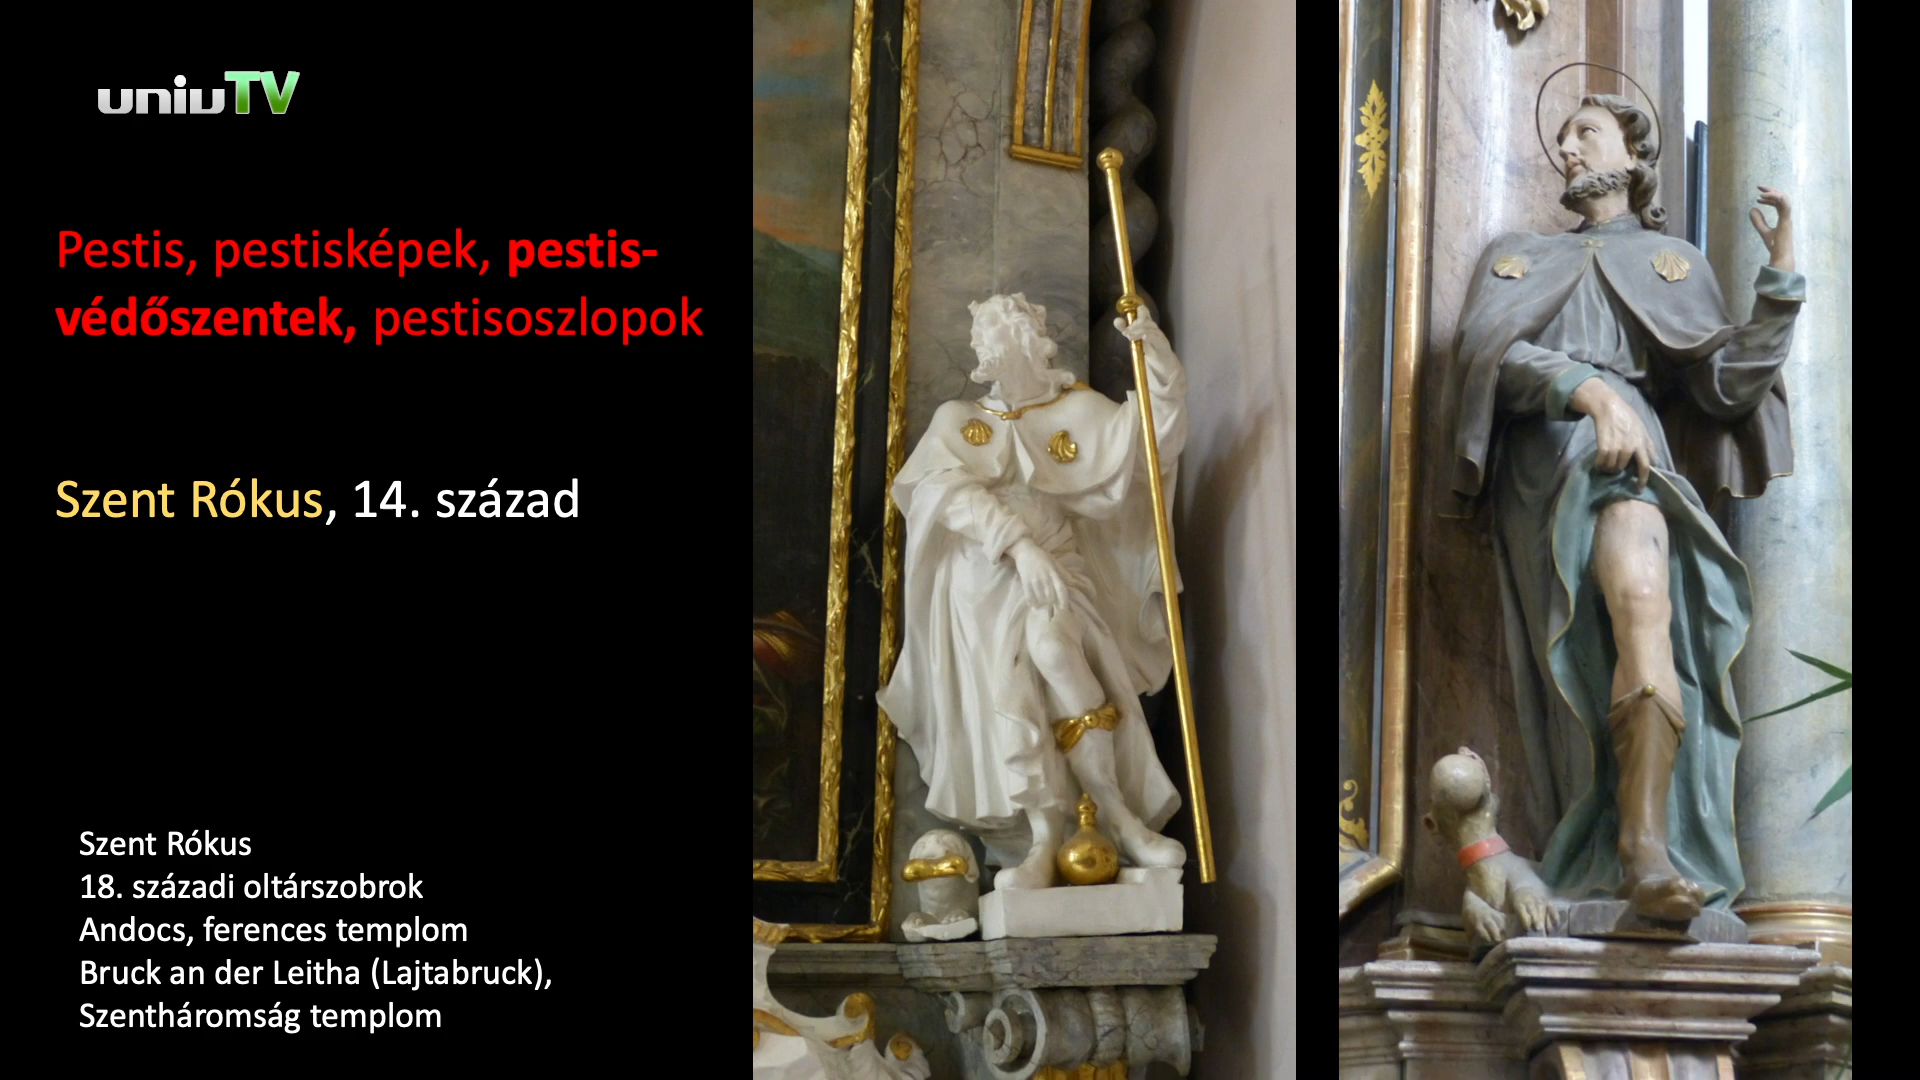 uniuTV
Pestis, pestisképek, pestis-
védőszentek, pestisoszlopok
Szent Rókus, 14. század
Szent Rókus
18. századi oltárszobrok
Andocs, ferences templom
Bruck an der Leitha (Lajtabruck),
Szentháromság templom